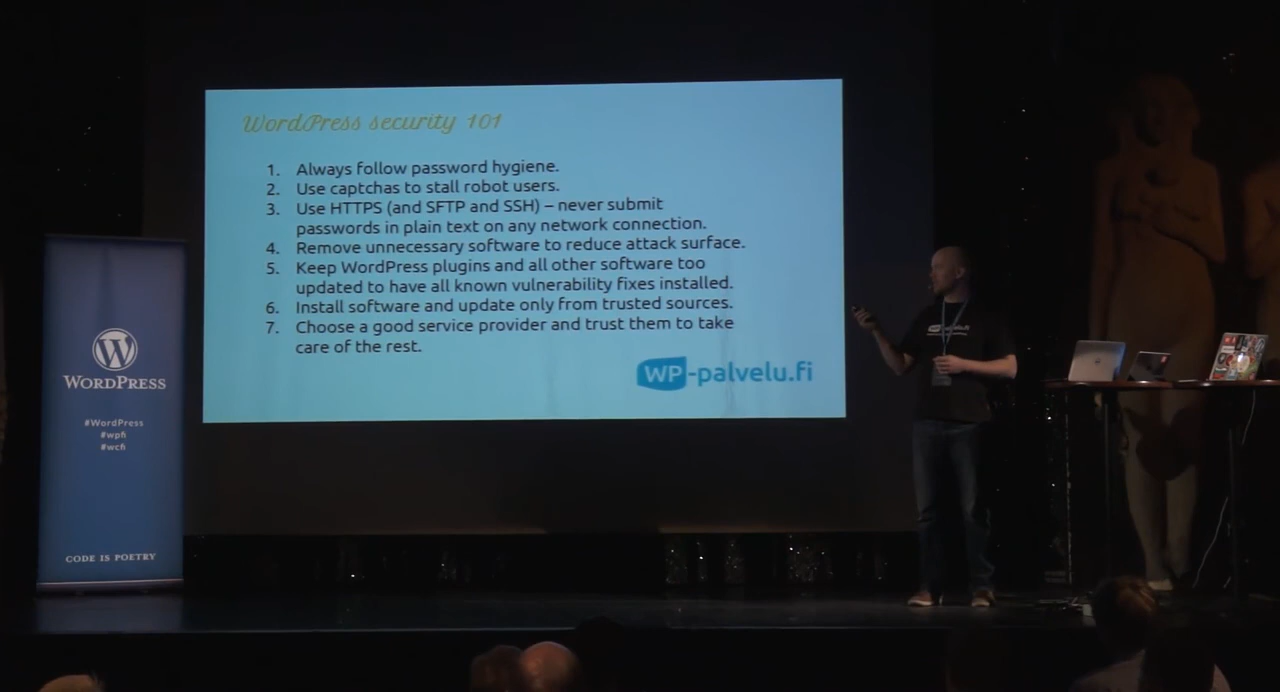 WordPress security 101
1. Always follow password hygiene.
2. Use captchas to stall robot users.
3. Use HTTPS (and SFTP and SSH) – never submit
passwords in plain text on any network connection.
4. Remove unnecessary software to reduce attack surface.
5. Keep WordPress plugins and all other software too
updated to have all known vulnerability fixes installed.
6. Install software and update only from trusted sources.
7. Choose a good service provider and trust them to take
care of the rest.
WP-palvelu.fi
W
WORDPRESS
#WordPress
#wpfi
#wcfi
CODE IS POETRY
WP-palvelu.fi